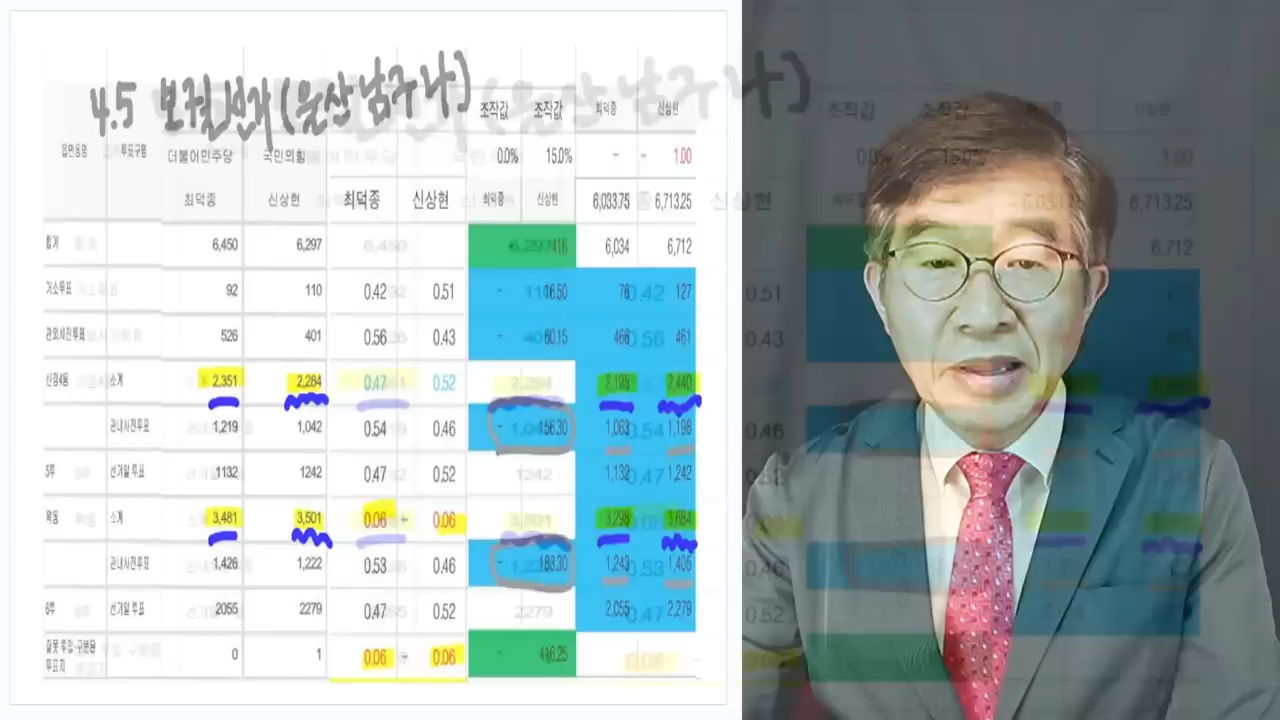 4.5 보궐선거(울산남구나)
조작값 조작값 최덕종 신상현
읍면동명 투표구명 더불어민주당 국민의힘 0.0% 15.0% - - 1.00
최덕종 신상현 최덕종 신상현 최덕종 신상현 6,033.75 6,713.25
합계 6,450 6,297 416 6,034 6,712
거소투표 92 110 0.42 0.51 - 16.50 76 127
관외사전투표 526 401 0.56 0.43 - 60.15 466 461
신정4동 소계 2,351 2,284 0.47 0.52 2,195 2,440
관내사전투표 1,219 1,042 0.54 0.46 - 156.30 1,063 1,198
5투 선거일 투표 1132 1242 0.47 0.52 1,132 1,242
옥동 소계 3,481 3,501 0.06 - 0.06 3,298 3,684
관내사전투표 1,426 1,222 0.53 0.46 - 183.30 1,243 1,405
6투 선거일 투표 2055 2279 0.47 0.52 2,055 2,279
잘못 투입·구분된
투표지 0 1 0.06 - 0.06 - 416.25